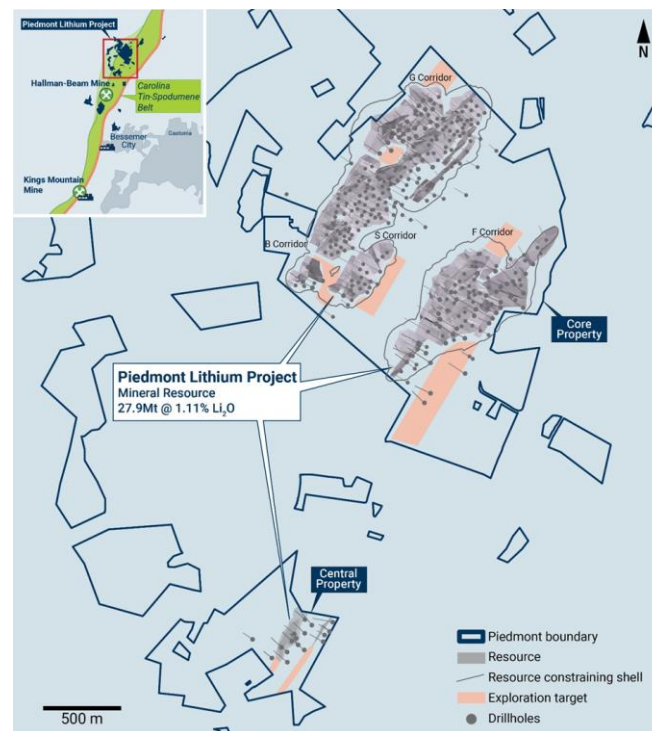 Piedmont Lithium Project
Hallman-Beam Mine
Carolina
Tin-Spodumene
Belt
Bessemer
City
Gastonia
Kings Mountain
Mine
N
G Corridor
B Corridor
S Corridor
F Corridor
Core
Property
Piedmont Lithium Project
Mineral Resource
27.9Mt @ 1.11% Li₂O
Central
Property
Piedmont boundary
Resource
Resource constraining shell
Exploration target
Drillholes
500 m